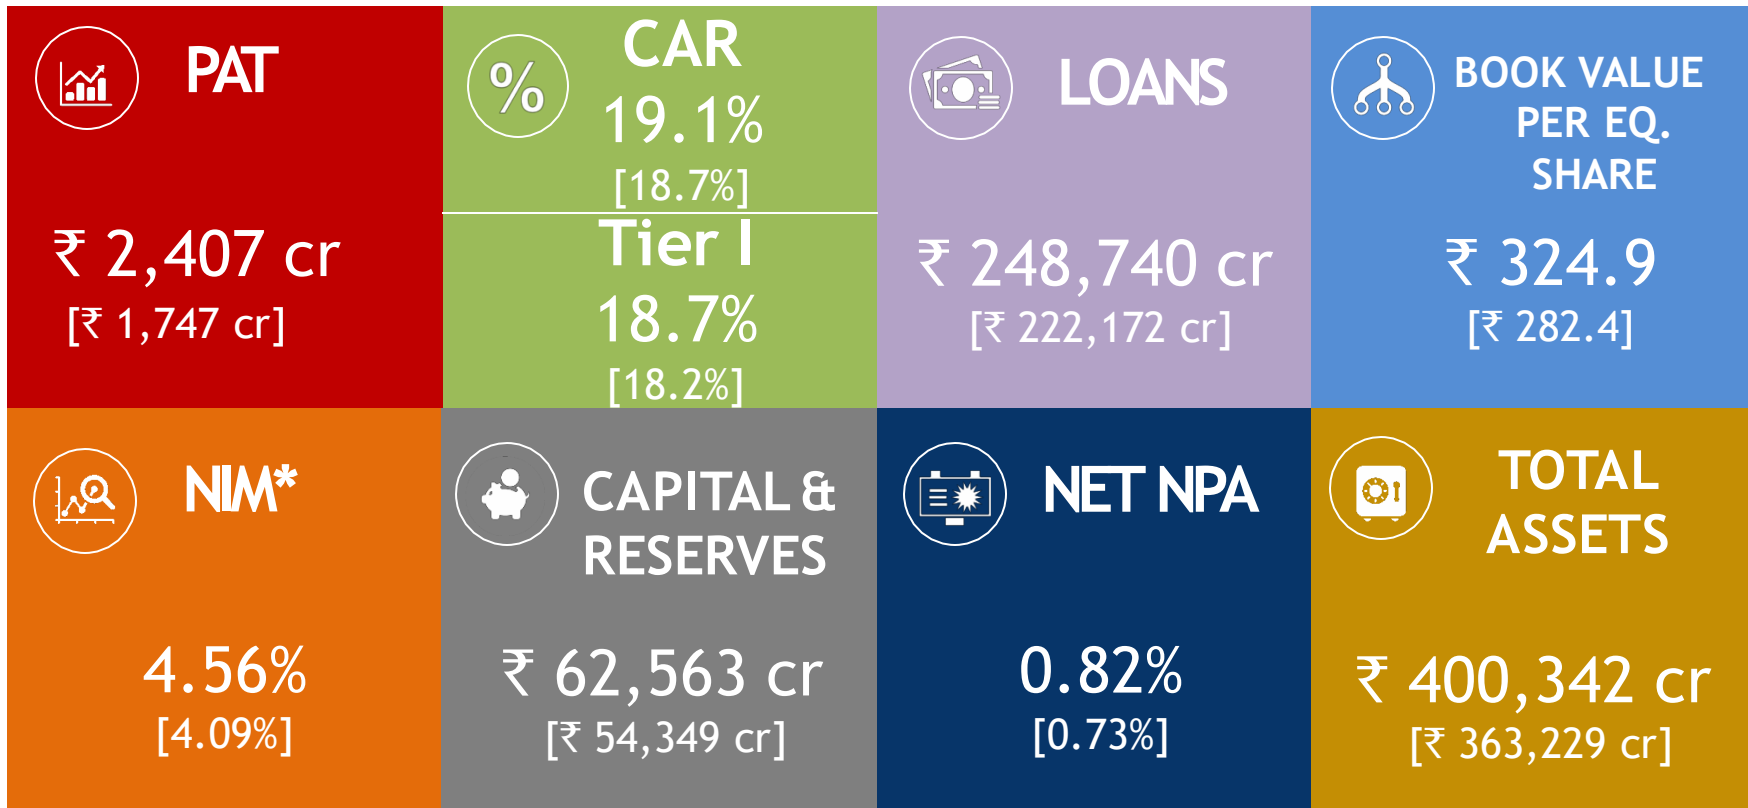 PAT
₹ 2,407 cr
[₹ 1,747 cr]
%
CAR
19.1%
[18.7%]
Tier I
18.7%
[18.2%]
LOANS
₹ 248,740 cr
[₹ 222,172 cr]
BOOK VALUE
PER EQ.
SHARE
₹ 324.9
[₹ 282.4]
NIM*
4.56%
[4.09%]
CAPITAL &
RESERVES
₹ 62,563 cr
[₹ 54,349 cr]
NET NPA
0.82%
[0.73%]
TOTAL
ASSETS
₹ 400,342 cr
[₹ 363,229 cr]